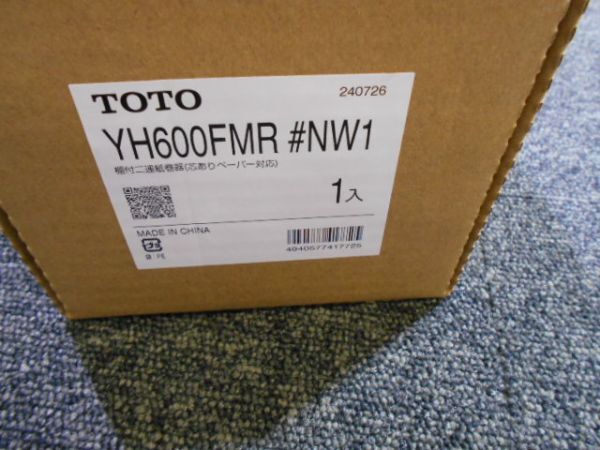 TOTO
240726
YH600FMR #NW1
棚付二連紙巻器(芯ありペーパー対応)
1入
MADE IN CHINA
4940577417725